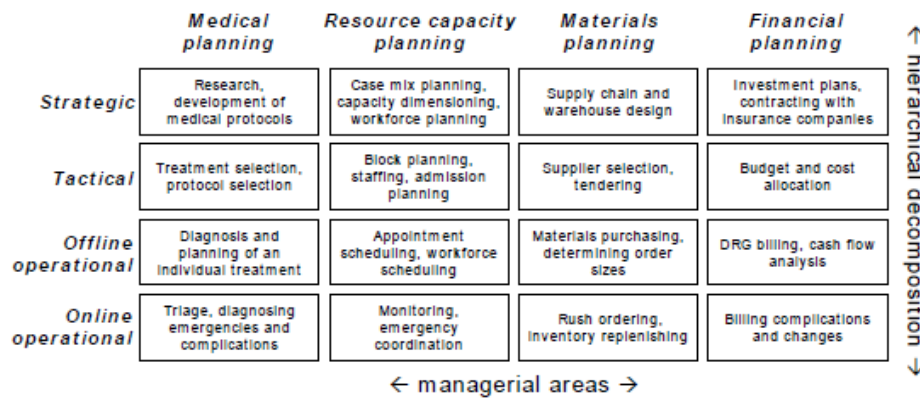 Medical planning
Resource capacity planning
Materials planning
Financial planning
Strategic
Research,
development of
medical protocols
Case mix planning,
capacity dimensioning,
workforce planning
Supply chain and
warehouse design
Investment plans,
contracting with
insurance companies
Tactical
Treatment selection,
protocol selection
Block planning,
staffing, admission
planning
Supplier selection,
tendering
Budget and cost
allocation
Offline
operational
Diagnosis and
planning of an
individual treatment
Appointment
scheduling, workforce
scheduling
Materials purchasing,
determining order
sizes
DRG billing, cash flow
analysis
Online
operational
Triage, diagnosing
emergencies and
complications
Monitoring,
emergency
coordination
Rush ordering,
inventory replenishing
Billing complications
and changes
← managerial areas →
← hierarchical decomposition →